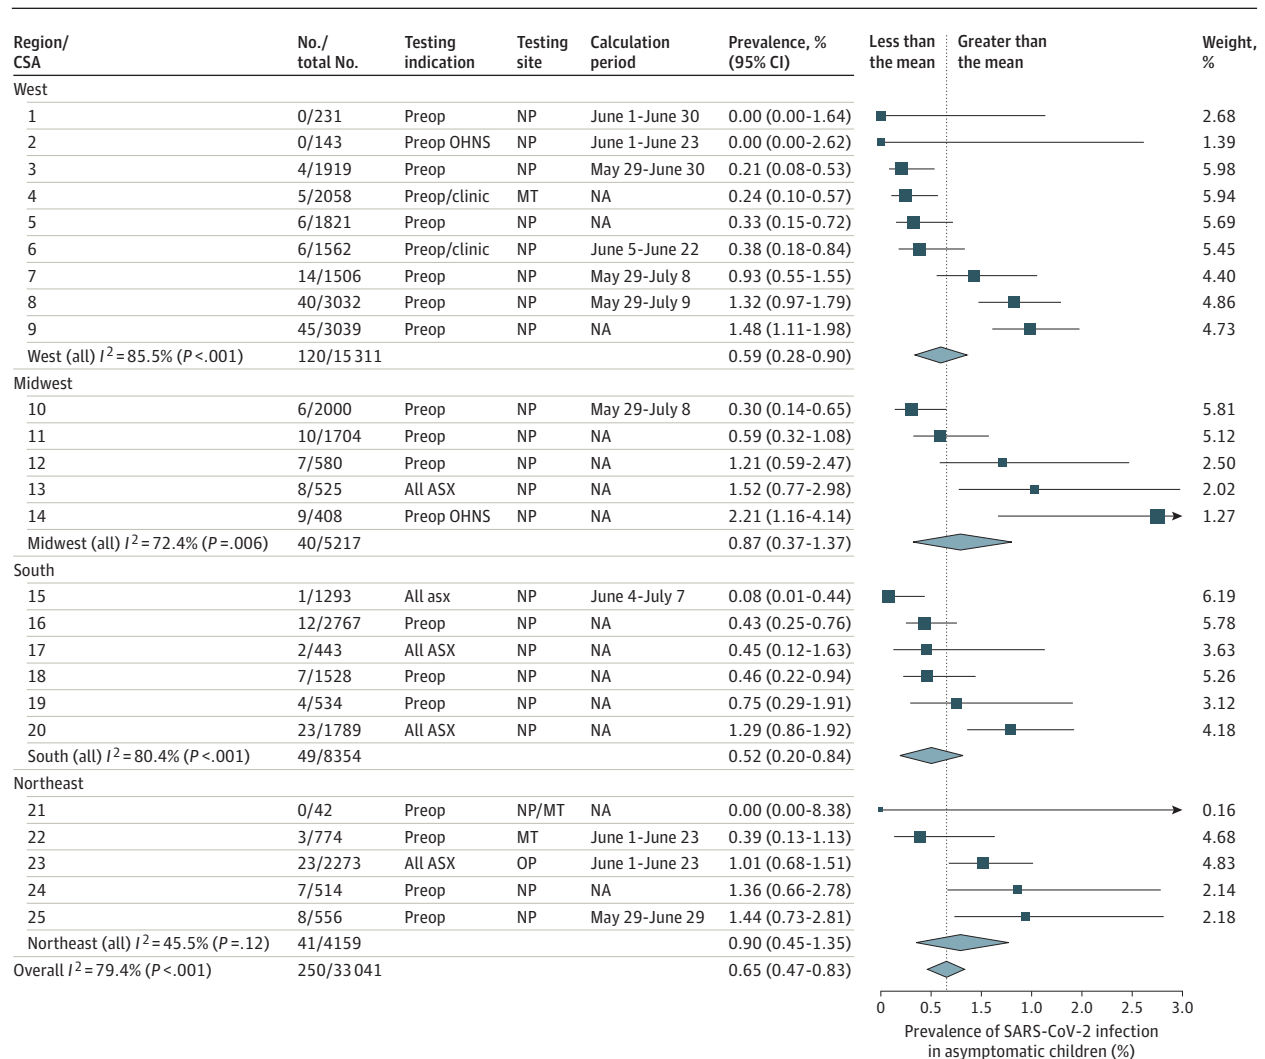 Region/ No./ Testing Testing Calculation Prevalence, % Less than Greater than Weight,
CSA total No. indication site period (95% CI) the mean the mean %
West
1 0/231 Preop NP June 1-June 30 0.00 (0.00-1.64) 2.68
2 0/143 Preop OHNS NP June 1-June 23 0.00 (0.00-2.62) 1.39
3 4/1919 Preop NP May 29-June 30 0.21 (0.08-0.53) 5.98
4 5/2058 Preop/clinic MT NA 0.24 (0.10-0.57) 5.94
5 6/1821 Preop NP NA 0.33 (0.15-0.72) 5.69
6 6/1562 Preop/clinic NP June 5-June 22 0.38 (0.18-0.84) 5.45
7 14/1506 Preop NP May 29-July 8 0.93 (0.55-1.55) 4.40
8 40/3032 Preop NP May 29-July 9 1.32 (0.97-1.79) 4.86
9 45/3039 Preop NP NA 1.48 (1.11-1.98) 4.73
West (all) I² = 85.5% (P <.001) 120/15 311 0.59 (0.28-0.90)
Midwest
10 6/2000 Preop NP May 29-July 8 0.30 (0.14-0.65) 5.81
11 10/1704 Preop NP NA 0.59 (0.32-1.08) 5.12
12 7/580 Preop NP NA 1.21 (0.59-2.47) 2.50
13 8/525 All ASX NP NA 1.52 (0.77-2.98) 2.02
14 9/408 Preop OHNS NP NA 2.21 (1.16-4.14) 1.27
Midwest (all) I² = 72.4% (P =.006) 40/5217 0.87 (0.37-1.37)
South
15 1/1293 All asx NP June 4-July 7 0.08 (0.01-0.44) 6.19
16 12/2767 Preop NP NA 0.43 (0.25-0.76) 5.78
17 2/443 All ASX NP NA 0.45 (0.12-1.63) 3.63
18 7/1528 Preop NP NA 0.46 (0.22-0.94) 5.26
19 4/534 Preop NP NA 0.75 (0.29-1.91) 3.12
20 23/1789 All ASX NP NA 1.29 (0.86-1.92) 4.18
South (all) I² = 80.4% (P <.001) 49/8354 0.52 (0.20-0.84)
Northeast
21 0/42 Preop NP/MT NA 0.00 (0.00-8.38) 0.16
22 3/774 Preop MT June 1-June 23 0.39 (0.13-1.13) 4.68
23 23/2273 All ASX OP June 1-June 23 1.01 (0.68-1.51) 4.83
24 7/514 Preop NP NA 1.36 (0.66-2.78) 2.14
25 8/556 Preop NP May 29-June 29 1.44 (0.73-2.81) 2.18
Northeast (all) I² = 45.5% (P =.12) 41/4159 0.90 (0.45-1.35)
Overall I² = 79.4% (P <.001) 250/33 041 0.65 (0.47-0.83)
0 0.5 1.5 1.0 2.0 2.5 3.0
Prevalence of SARS-CoV-2 infection
in asymptomatic children (%)